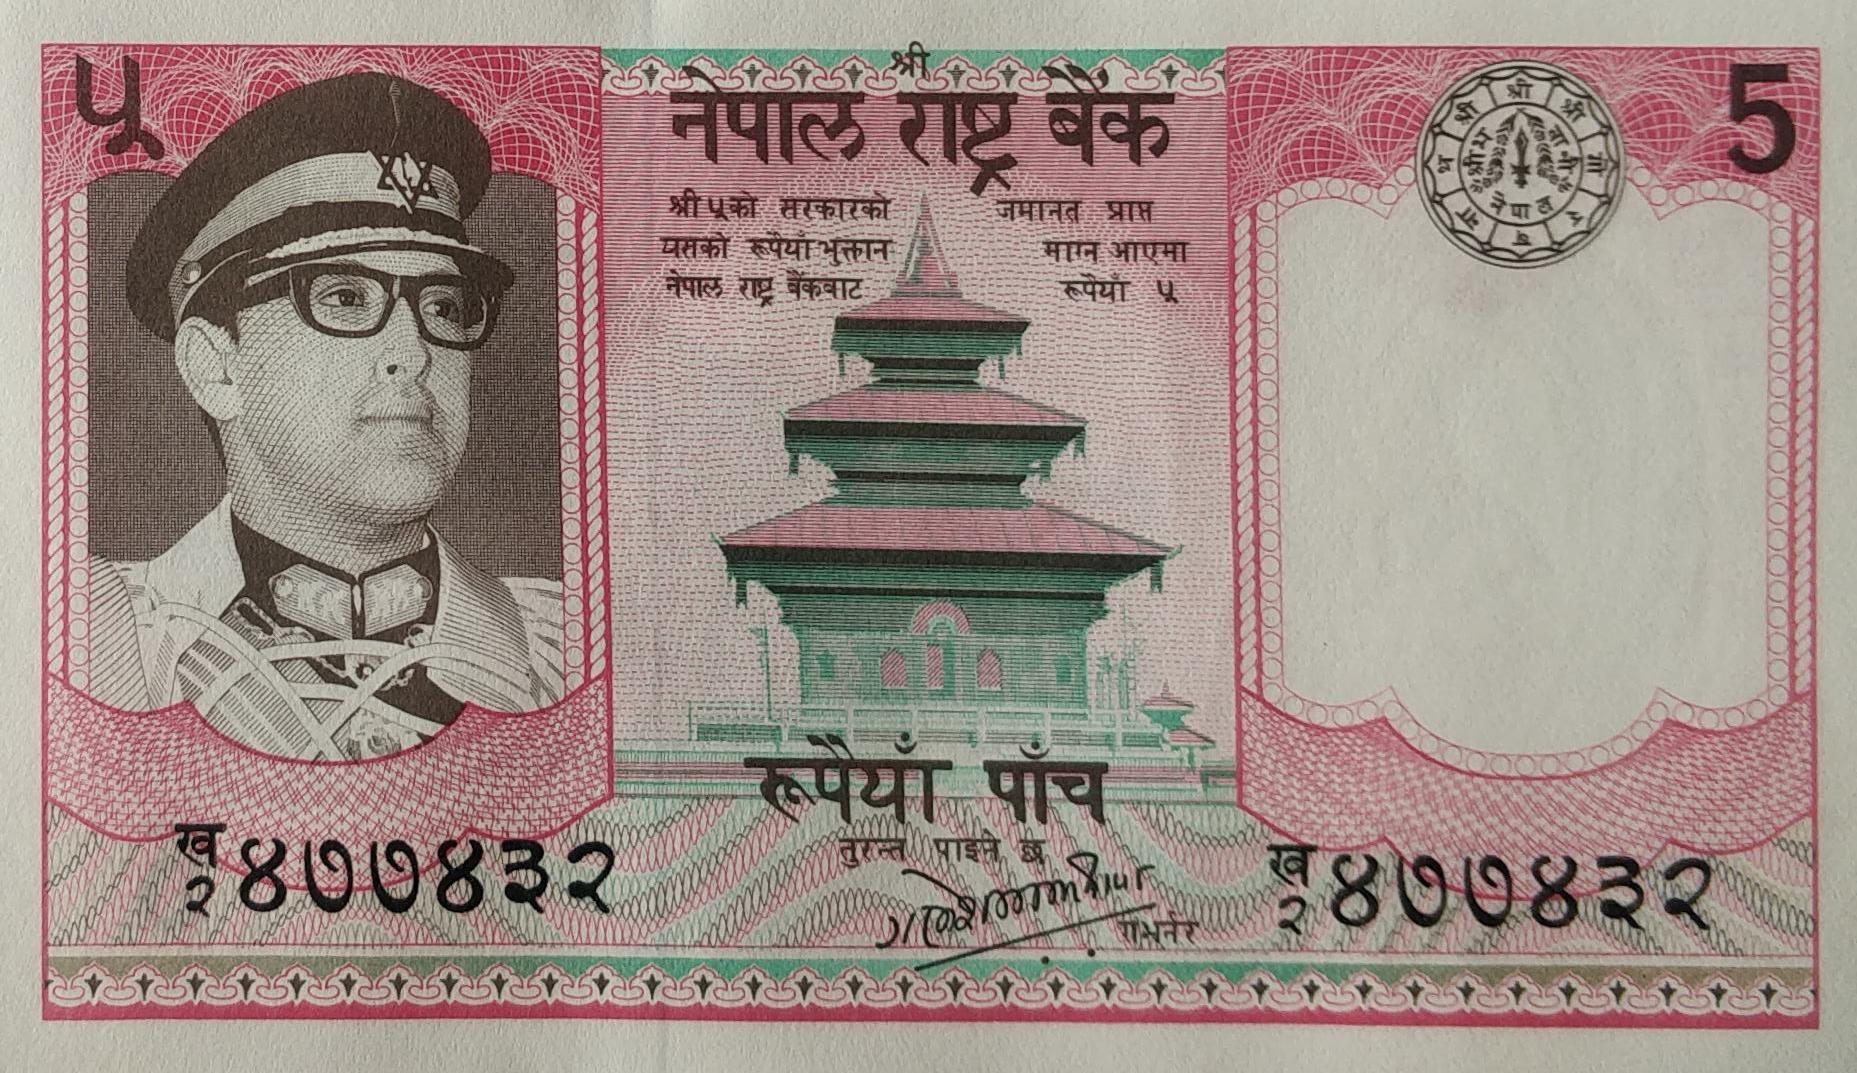 ५
श्री
नेपाल राष्ट्र बैंक
5
श्री ५ को सरकारको जमानत प्राप्त
यसको रूपैयाँ भुक्तान माग्न आएमा
नेपाल राष्ट्र बैंकबाट रूपैयाँ ५
रूपैयाँ पाँच
तुरन्त पाइने छ
गभर्नर
ख २ ४७७४३२
ख २ ४७७४३२